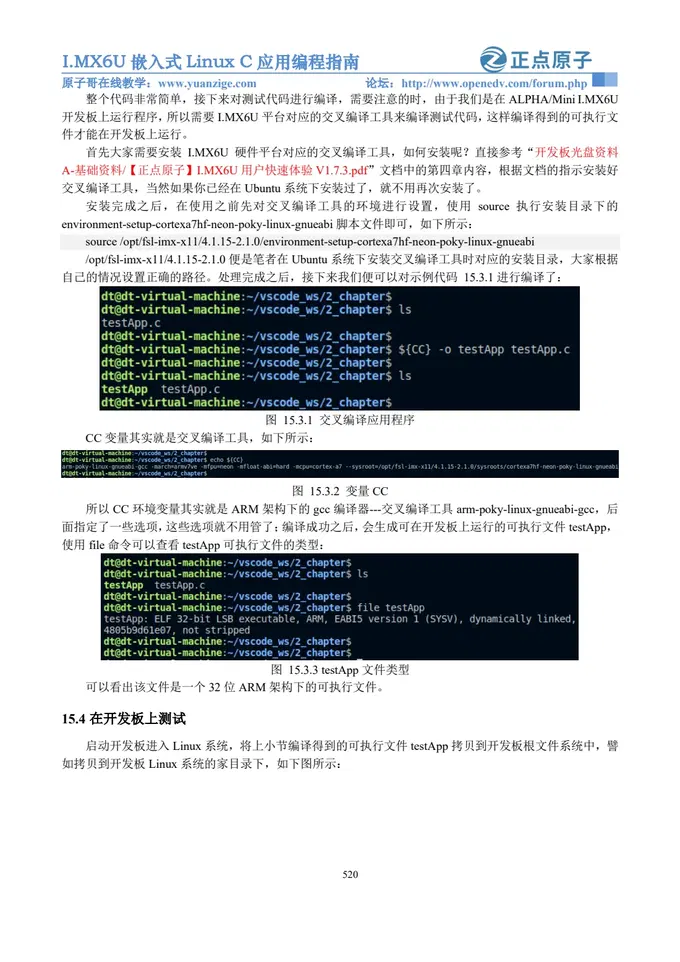 I.MX6U 嵌入式 Linux C 应用编程指南
正点原子
原子哥在线教学：www.yuanzige.com 论坛：http://www.openedv.com/forum.php
整个代码非常简单，接下来对测试代码进行编译，需要注意的时，由于我们是在 ALPHA/Mini I.MX6U
开发板上运行程序，所以需要 I.MX6U 平台对应的交叉编译工具来编译测试代码，这样编译得到的可执行文
件才能在开发板上运行。
首先大家需要安装 I.MX6U 硬件平台对应的交叉编译工具，如何安装呢？直接参考“开发板光盘资料
A-基础资料/【正点原子】I.MX6U 用户快速体验 V1.7.3.pdf”文档中的第四章内容，根据文档的指示安装好
交叉编译工具，当然如果你已经在 Ubuntu 系统下安装过了，就不用再次安装了。
安装完成之后，在使用之前先对交叉编译工具的环境进行设置，使用 source 执行安装目录下的
environment-setup-cortexa7hf-neon-poky-linux-gnueabi 脚本文件即可，如下所示：
source /opt/fsl-imx-x11/4.1.15-2.1.0/environment-setup-cortexa7hf-neon-poky-linux-gnueabi
/opt/fsl-imx-x11/4.1.15-2.1.0 便是笔者在 Ubuntu 系统下安装交叉编译工具时对应的安装目录，大家根据
自己的情况设置正确的路径。处理完成之后，接下来我们便可以对示例代码 15.3.1 进行编译了：
dt@dt-virtual-machine:~/vscode_ws/2_chapter$
dt@dt-virtual-machine:~/vscode_ws/2_chapter$ ls
testApp.c
dt@dt-virtual-machine:~/vscode_ws/2_chapter$
dt@dt-virtual-machine:~/vscode_ws/2_chapter$ ${CC} -o testApp testApp.c
dt@dt-virtual-machine:~/vscode_ws/2_chapter$
dt@dt-virtual-machine:~/vscode_ws/2_chapter$ ls
testApp testApp.c
dt@dt-virtual-machine:~/vscode_ws/2_chapter$
图 15.3.1 交叉编译应用程序
CC 变量其实就是交叉编译工具，如下所示：
dt@dt-virtual-machine:~/vscode_ws/2_chapter$
dt@dt-virtual-machine:~/vscode_ws/2_chapter$ echo ${CC}
arm-poky-linux-gnueabi-gcc -march=armv7ve -mfpu=neon -mfloat-abi=hard -mcpu=cortex-a7 --sysroot=/opt/fsl-imx-x11/4.1.15-2.1.0/sysroots/cortexa7hf-neon-poky-linux-gnueabi
图 15.3.2 变量 CC
所以 CC 环境变量其实就是 ARM 架构下的 gcc 编译器---交叉编译工具 arm-poky-linux-gnueabi-gcc，后
面指定了一些选项，这些选项就不用管了；编译成功之后，会生成可在开发板上运行的可执行文件 testApp，
使用 file 命令可以查看 testApp 可执行文件的类型：
dt@dt-virtual-machine:~/vscode_ws/2_chapter$
dt@dt-virtual-machine:~/vscode_ws/2_chapter$ ls
testApp testApp.c
dt@dt-virtual-machine:~/vscode_ws/2_chapter$
dt@dt-virtual-machine:~/vscode_ws/2_chapter$ file testApp
testApp: ELF 32-bit LSB executable, ARM, EABI5 version 1 (SYSV), dynamically linked,
4805b9d61e07, not stripped
dt@dt-virtual-machine:~/vscode_ws/2_chapter$
dt@dt-virtual-machine:~/vscode_ws/2_chapter$
图 15.3.3 testApp 文件类型
可以看出该文件是一个 32 位 ARM 架构下的可执行文件。
15.4 在开发板上测试
启动开发板进入 Linux 系统，将上小节编译得到的可执行文件 testApp 拷贝到开发板根文件系统中，譬
如拷贝到开发板 Linux 系统的家目录下，如下图所示：
520